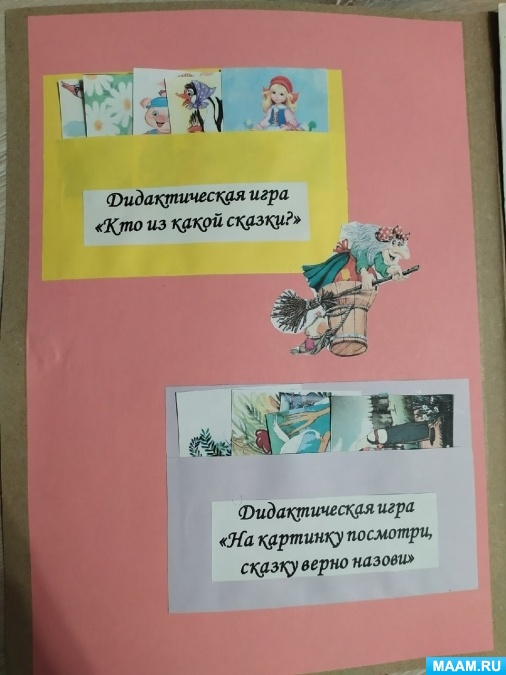 Дидактическая игра
«Кто из какой сказки?»
Дидактическая игра
«На картинку посмотри,
сказку верно назови»
MAAM.RU